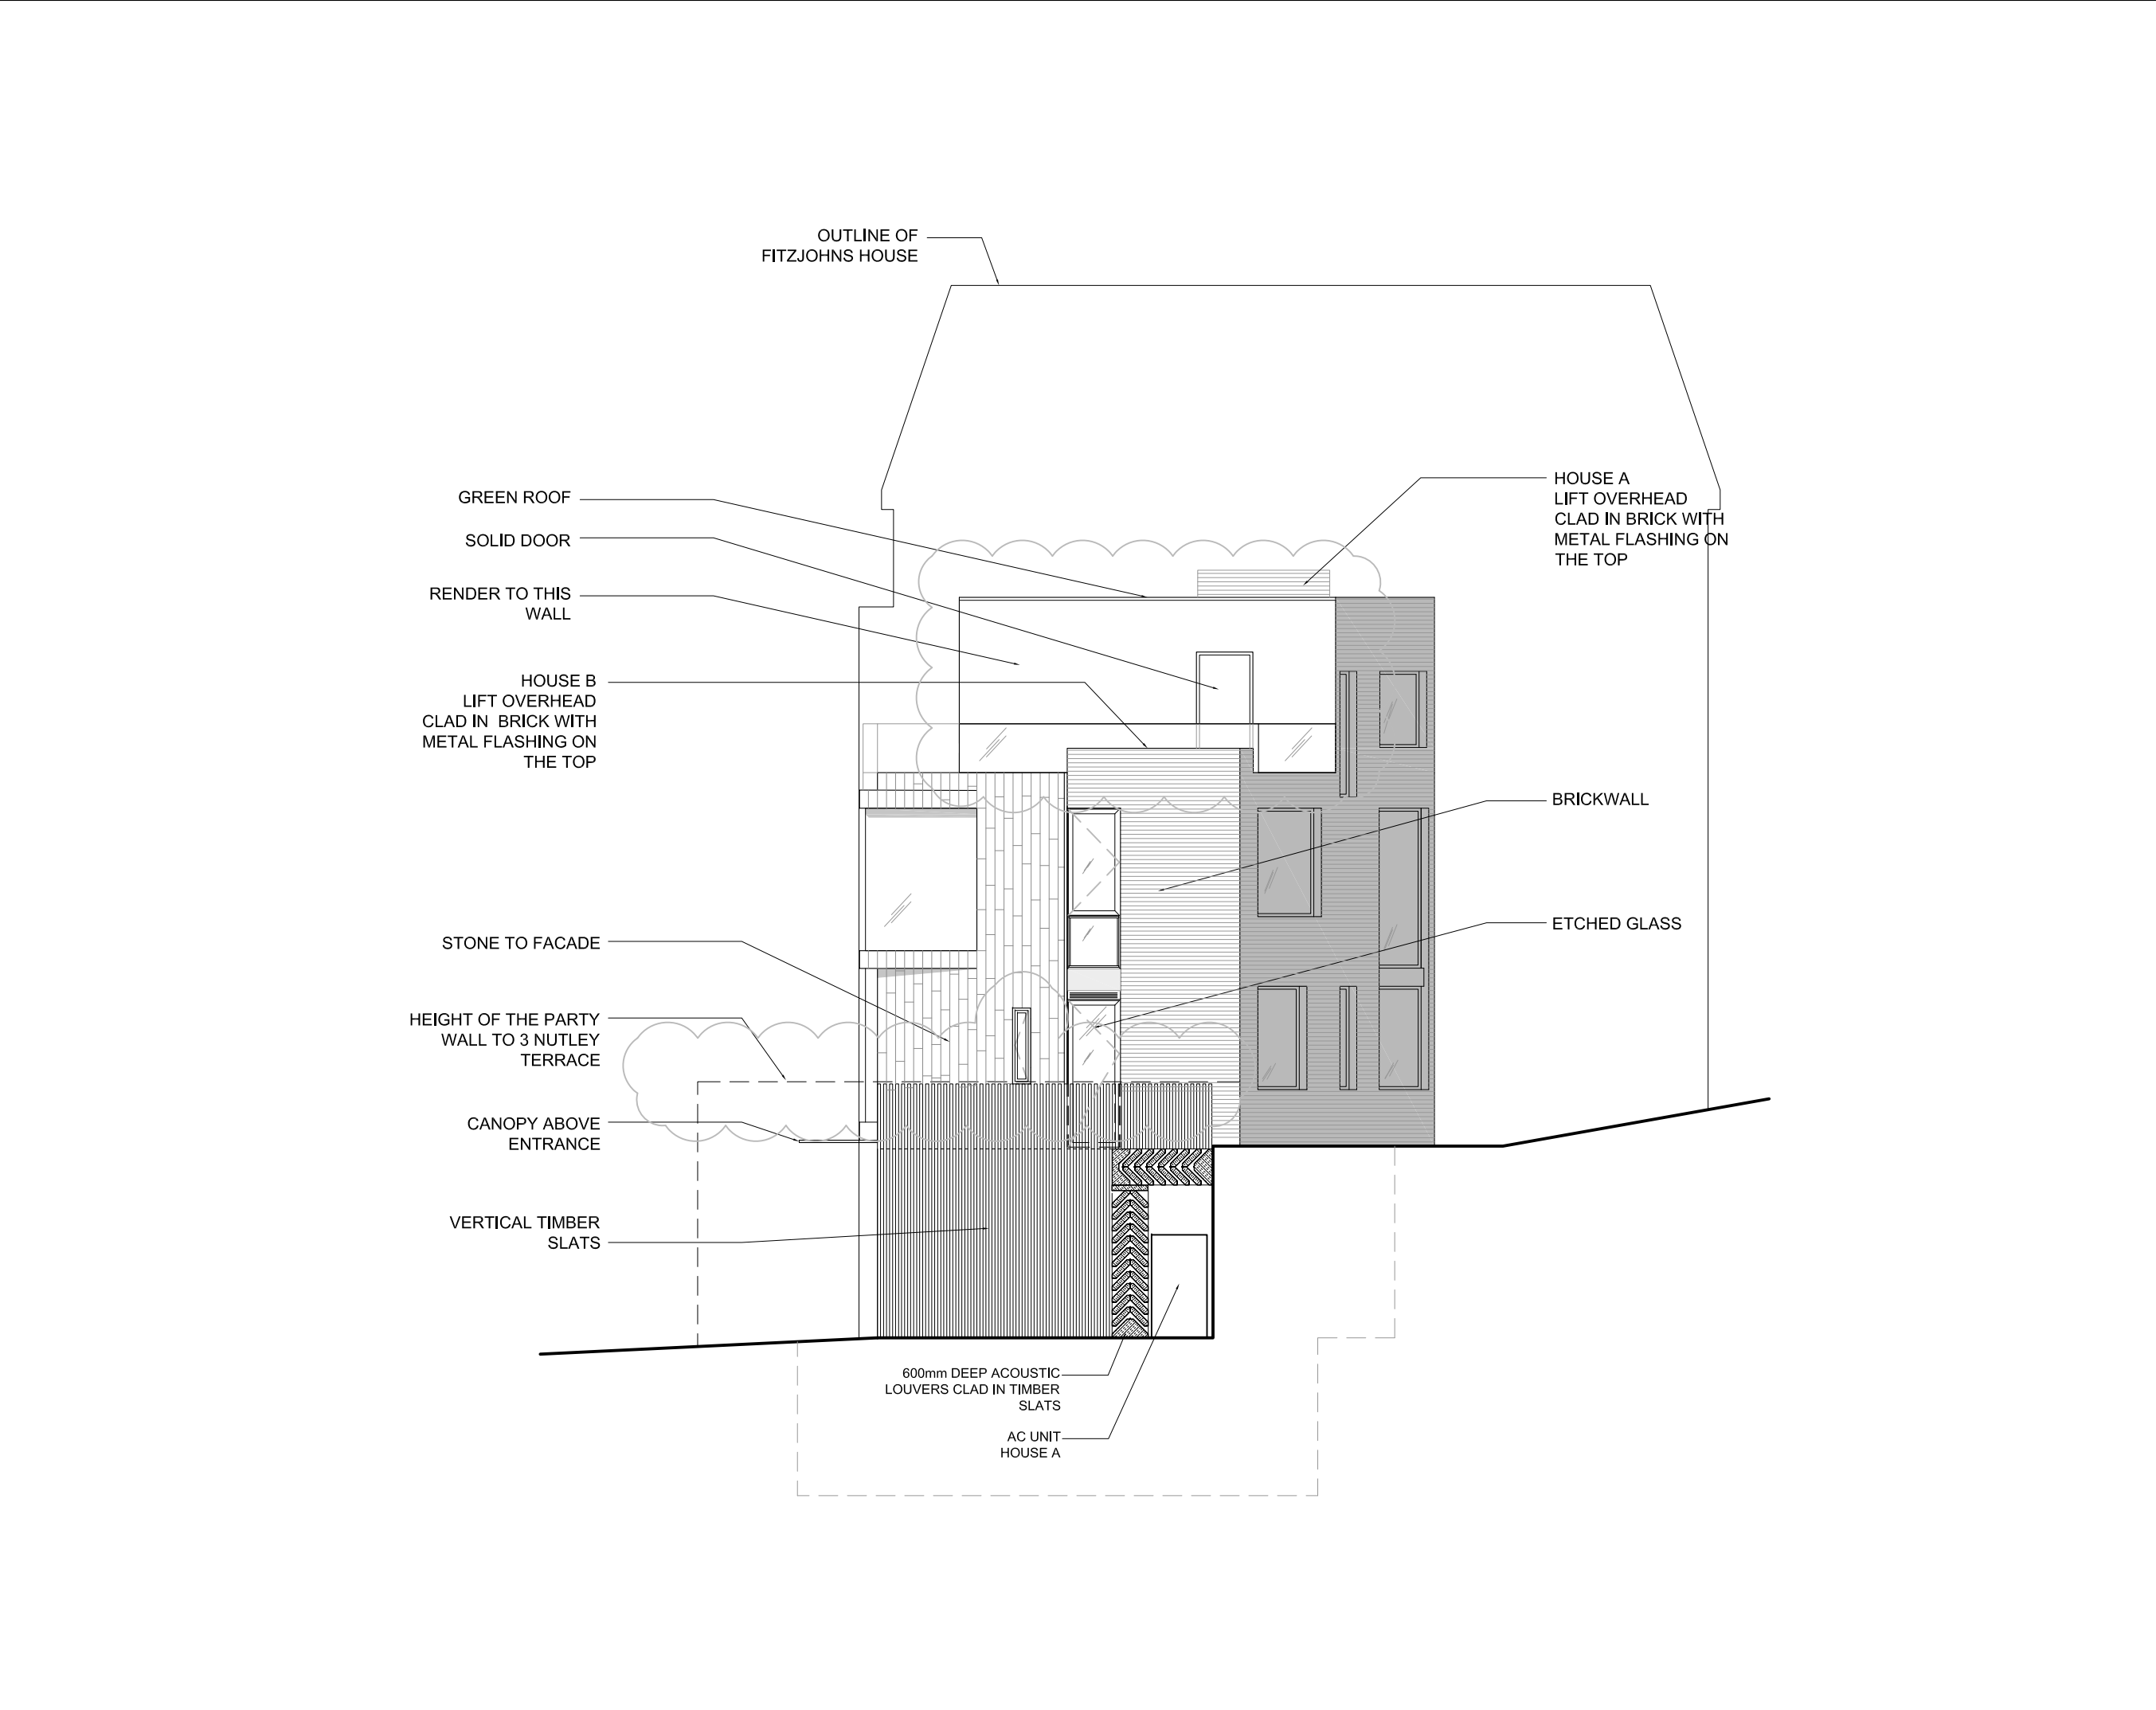 OUTLINE OF
FITZJOHNS HOUSE
GREEN ROOF
SOLID DOOR
RENDER TO THIS
WALL
HOUSE B
LIFT OVERHEAD
CLAD IN BRICK WITH
METAL FLASHING ON
THE TOP
STONE TO FACADE
HEIGHT OF THE PARTY
WALL TO 3 NUTLEY
TERRACE
CANOPY ABOVE
ENTRANCE
VERTICAL TIMBER
SLATS
600mm DEEP ACOUSTIC
LOUVERS CLAD IN TIMBER
SLATS
AC UNIT
HOUSE A
HOUSE A
LIFT OVERHEAD
CLAD IN BRICK WITH
METAL FLASHING ON
THE TOP
BRICKWALL
ETCHED GLASS